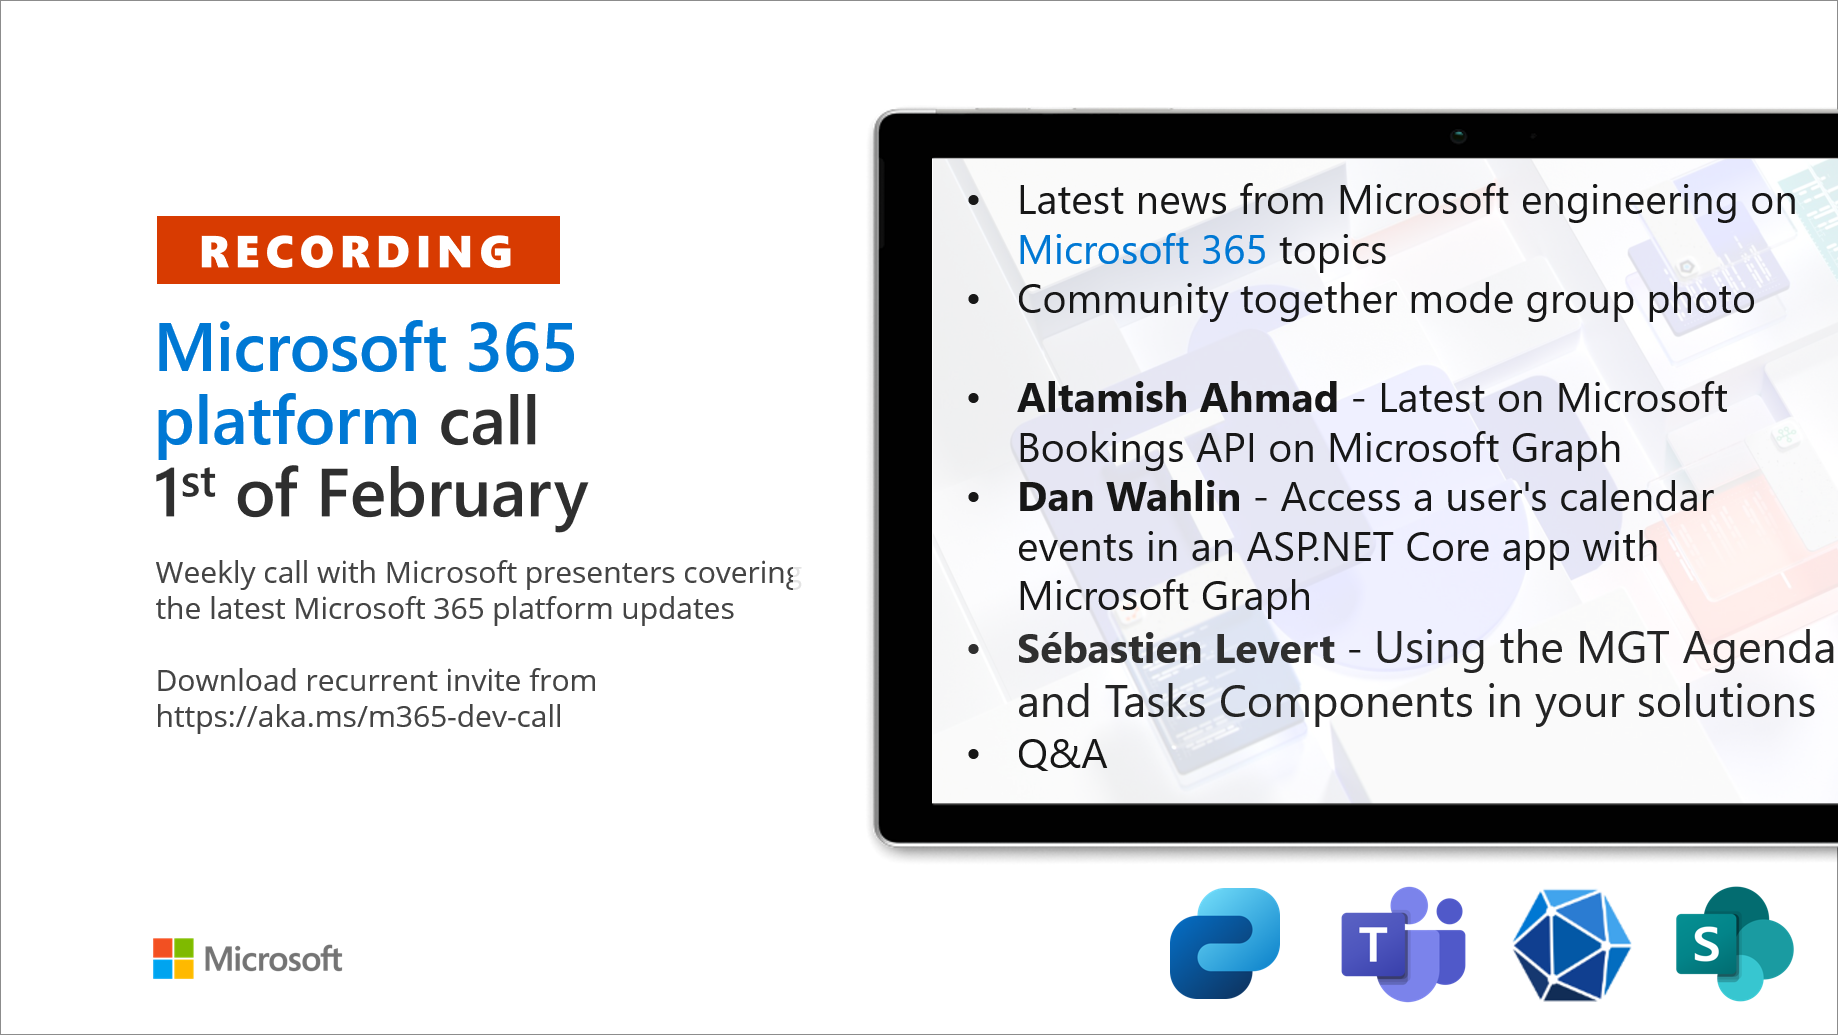 RECORDING
Microsoft 365
platform call
1st of February
Weekly call with Microsoft presenters covering
the latest Microsoft 365 platform updates
Download recurrent invite from
https://aka.ms/m365-dev-call
Microsoft
• Latest news from Microsoft engineering on
Microsoft 365 topics
• Community together mode group photo
• Altamish Ahmad - Latest on Microsoft
Bookings API on Microsoft Graph
• Dan Wahlin - Access a user's calendar
events in an ASP.NET Core app with
Microsoft Graph
• Sébastien Levert - Using the MGT Agenda
and Tasks Components in your solutions
• Q&A
T
S